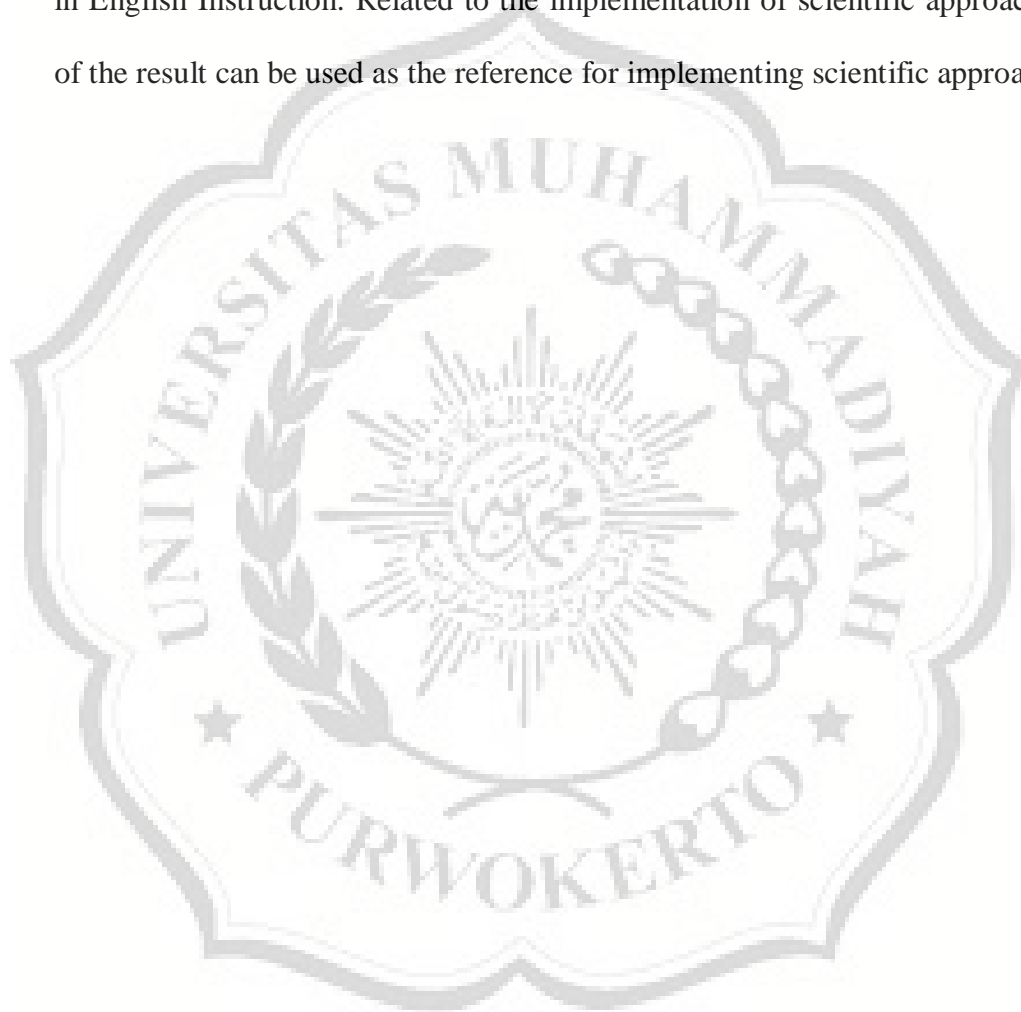 in English Instruction. Related to the implementation of scientific approac
of the result can be used as the reference for implementing scientific approa
UNIVERSITAS MUHAMMADIYAH
PURWOKERTO